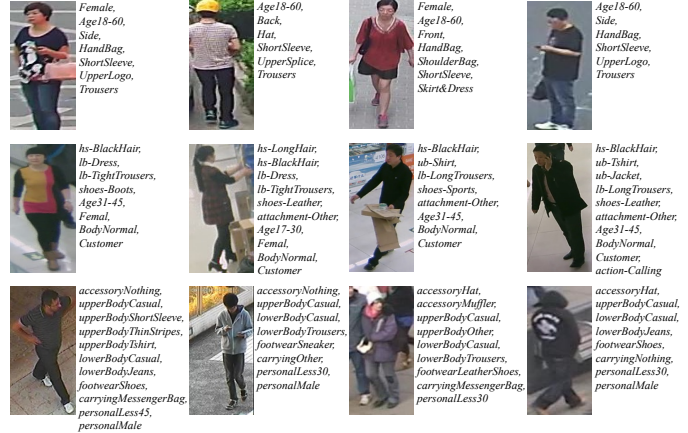 Female,
Age18-60,
Side,
HandBag,
ShortSleeve,
UpperLogo,
Trousers
Age18-60,
Back,
Hat,
ShortSleeve,
UpperSplice,
Trousers
Female,
Age18-60,
Front,
HandBag,
ShoulderBag,
ShortSleeve,
Skirt&Dress
Age18-60,
Side,
HandBag,
ShortSleeve,
UpperLogo,
Trousers
hs-BlackHair,
lb-Dress,
lb-TightTrousers,
shoes-Boots,
Age31-45,
Femal,
BodyNormal,
Customer
hs-LongHair,
hs-BlackHair,
lb-Dress,
lb-TightTrousers,
shoes-Leather,
attachment-Other,
Age17-30,
Femal,
BodyNormal,
Customer
hs-BlackHair,
ub-Shirt,
lb-LongTrousers,
shoes-Sports,
attachment-Other,
Age31-45,
BodyNormal,
Customer
hs-BlackHair,
ub-Tshirt,
ub-Jacket,
lb-LongTrousers,
shoes-Leather,
attachment-Other,
Age31-45,
BodyNormal,
Customer,
action-Calling
accessoryNothing,
upperBodyCasual,
upperBodyShortSleeve,
upperBodyThinStripes,
upperBodyTshirt,
lowerBodyCasual,
lowerBodyJeans,
footwearShoes,
carryingMessengerBag,
personalLess45,
personalMale
accessoryNothing,
upperBodyCasual,
lowerBodyCasual,
lowerBodyTrousers,
footwearSneaker,
carryingOther,
personalLess30,
personalMale
accessoryHat,
accessoryMuffler,
upperBodyCasual,
upperBodyOther,
lowerBodyCasual,
lowerBodyTrousers,
footwearLeatherShoes,
carryingMessengerBag,
personalLess30
accessoryHat,
upperBodyCasual,
lowerBodyCasual,
lowerBodyJeans,
footwearShoes,
carryingNothing,
personalLess30,
personalMale